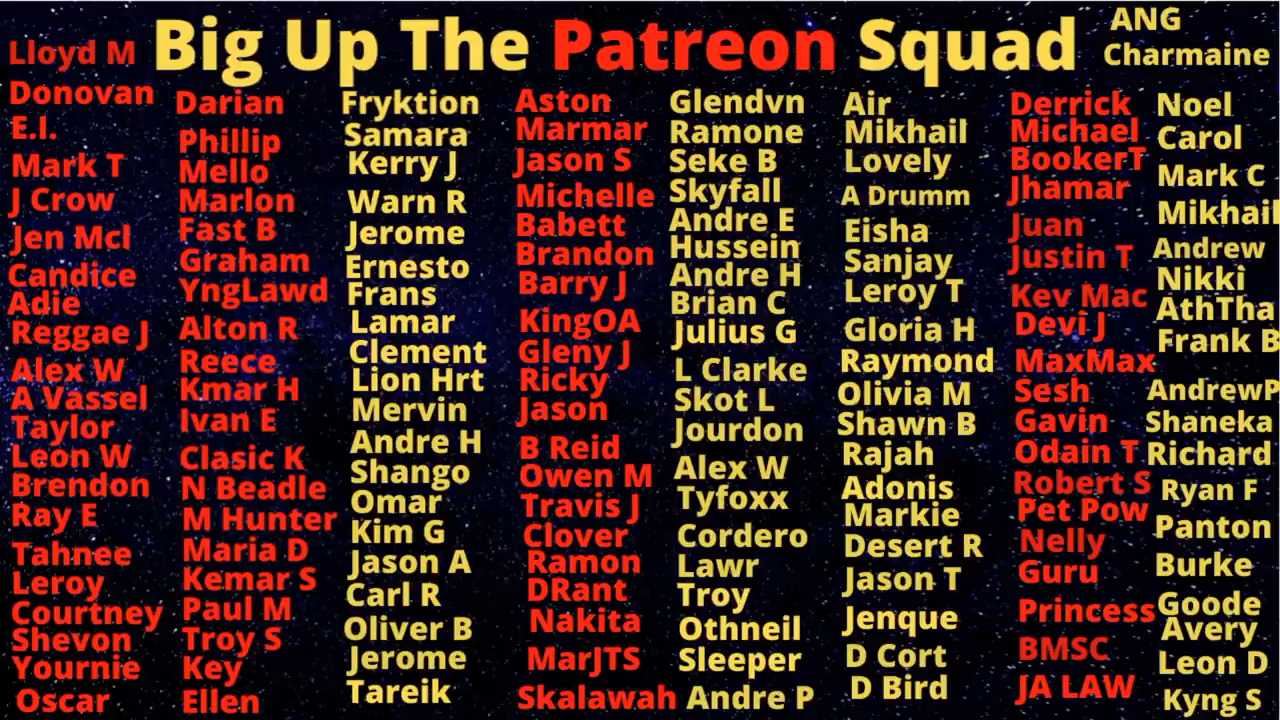 Big Up The Patreon Squad
Lloyd M
Donovan
E.I.
Mark T
J Crow
Jen Mcl
Candice
Adie
Reggae J
Alex W
A Vassel
Taylor
Leon W
Brendon
Ray E
Tahnee
Leroy
Courtney
Shevon
Yournie
Oscar
Darian
Phillip
Mello
Marlon
Fast B
Graham
YngLawd
Alton R
Reece
Kmar H
Ivan E
Clasic K
N Beadle
M Hunter
Maria D
Kemar S
Paul M
Troy S
Key
Ellen
Fryktion
Samara
Kerry J
Warn R
Jerome
Ernesto
Frans
Lamar
Clement
Lion Hrt
Mervin
Andre H
Shango
Omar
Kim G
Jason A
Carl R
Oliver B
Jerome
Tareik
Aston
Marmar
Jason S
Michelle
Babett
Brandon
Barry J
KingOA
Gleny J
Ricky
Jason
B Reid
Owen M
Travis J
Clover
Ramon
DRant
Nakita
MarJTS
Skalawah
Glendvn
Ramone
Seke B
Skyfall
Andre E
Hussein
Andre H
Brian C
Julius G
L Clarke
Skot L
Jourdon
Alex W
Tyfoxx
Cordero
Lawr
Troy
Othneil
Sleeper
Andre P
Air
Mikhail
Lovely
A Drumm
Eisha
Sanjay
Leroy T
Gloria H
Raymond
Olivia M
Shawn B
Rajah
Adonis
Markie
Desert R
Jason T
Jenque
D Cort
D Bird
Derrick
Michael
BookerT
Jhamar
Juan
Justin T
Kev Mac
Devi J
MaxMax
Sesh
Gavin
Odain T
Robert S
Pet Pow
Nelly
Guru
Princess
BMSC
JA LAW
ANG
Charmaine
Noel
Carol
Mark C
Mikhail
Andrew
Nikki
AthTha
Frank B
AndrewP
Shaneka
Richard
Ryan F
Panton
Burke
Goode
Avery
Leon D
Kyng S